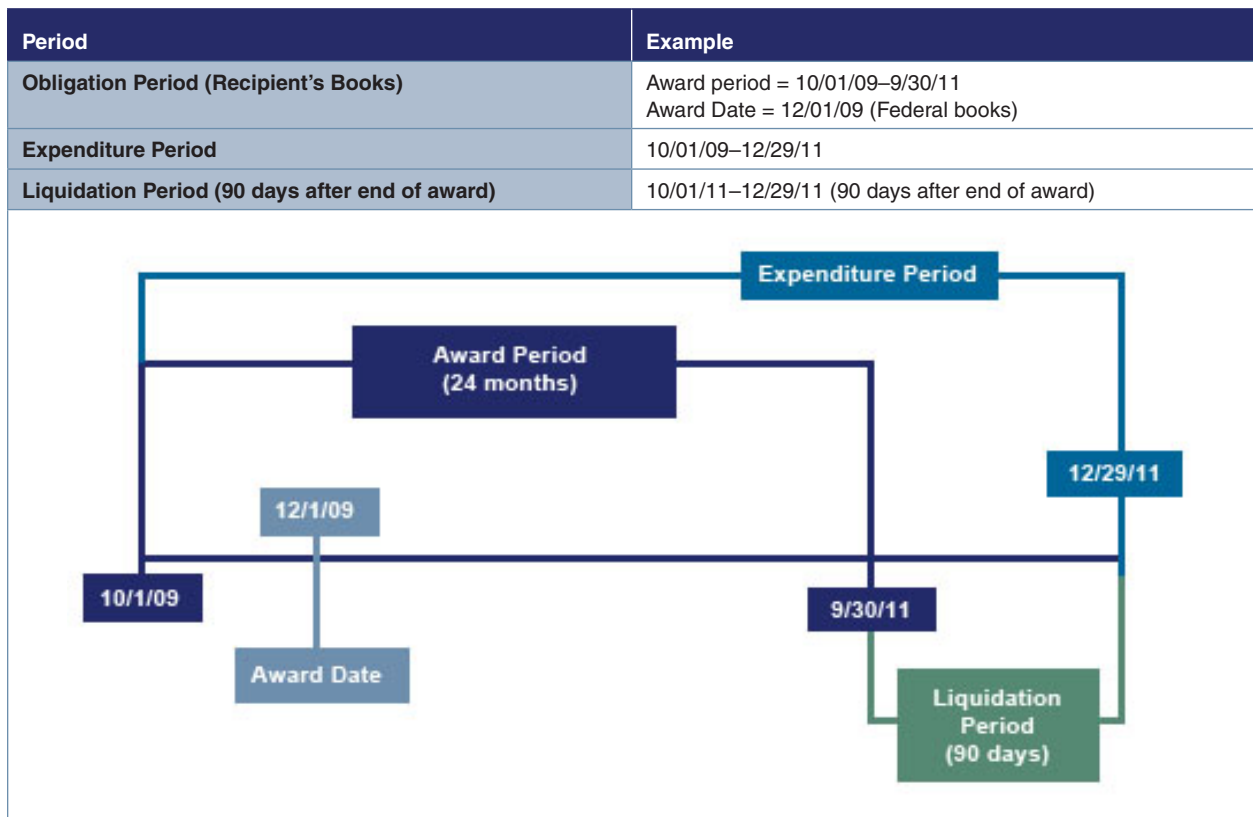 Period Example
Obligation Period (Recipient's Books) Award period = 10/01/09–9/30/11
Award Date = 12/01/09 (Federal books)
Expenditure Period 10/01/09–12/29/11
Liquidation Period (90 days after end of award) 10/01/11–12/29/11 (90 days after end of award)
Expenditure Period
Award Period
(24 months)
12/29/11
12/1/09
10/1/09
9/30/11
Award Date
Liquidation
Period
(90 days)